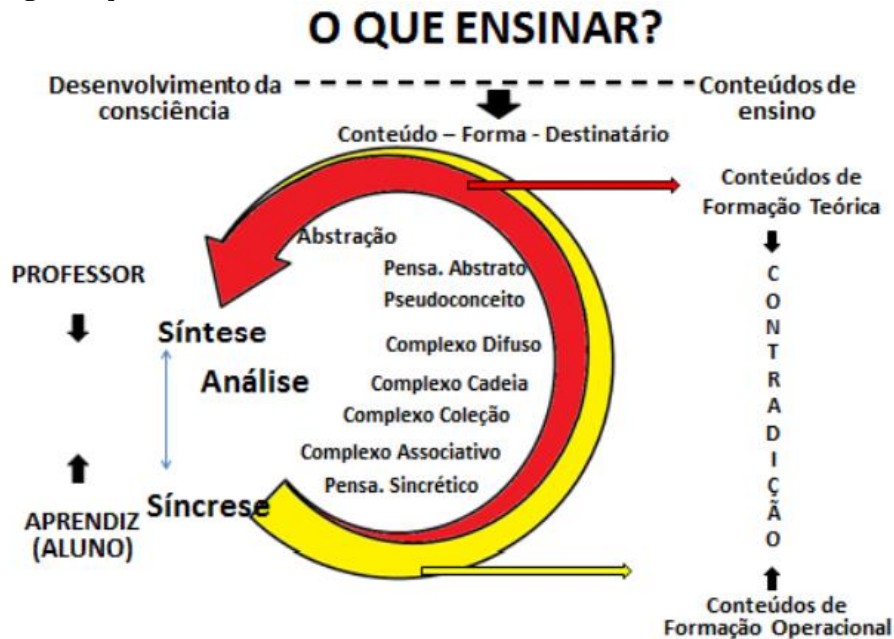 O QUE ENSINAR?
Desenvolvimento da
consciência
Conteúdos de
ensino
Conteúdo – Forma - Destinatário
Conteúdos de
Formação Teórica
Abstração
Pensa. Abstrato
Pseudoconceito
Complexo Difuso
Complexo Cadeia
Complexo Coleção
Complexo Associativo
Pensa. Sincrético
PROFESSOR
Síntese
Análise
Síncrese
APRENDIZ
(ALUNO)
C
O
N
T
R
A
D
I
Ç
Ã
O
Conteúdos de
Formação Operacional